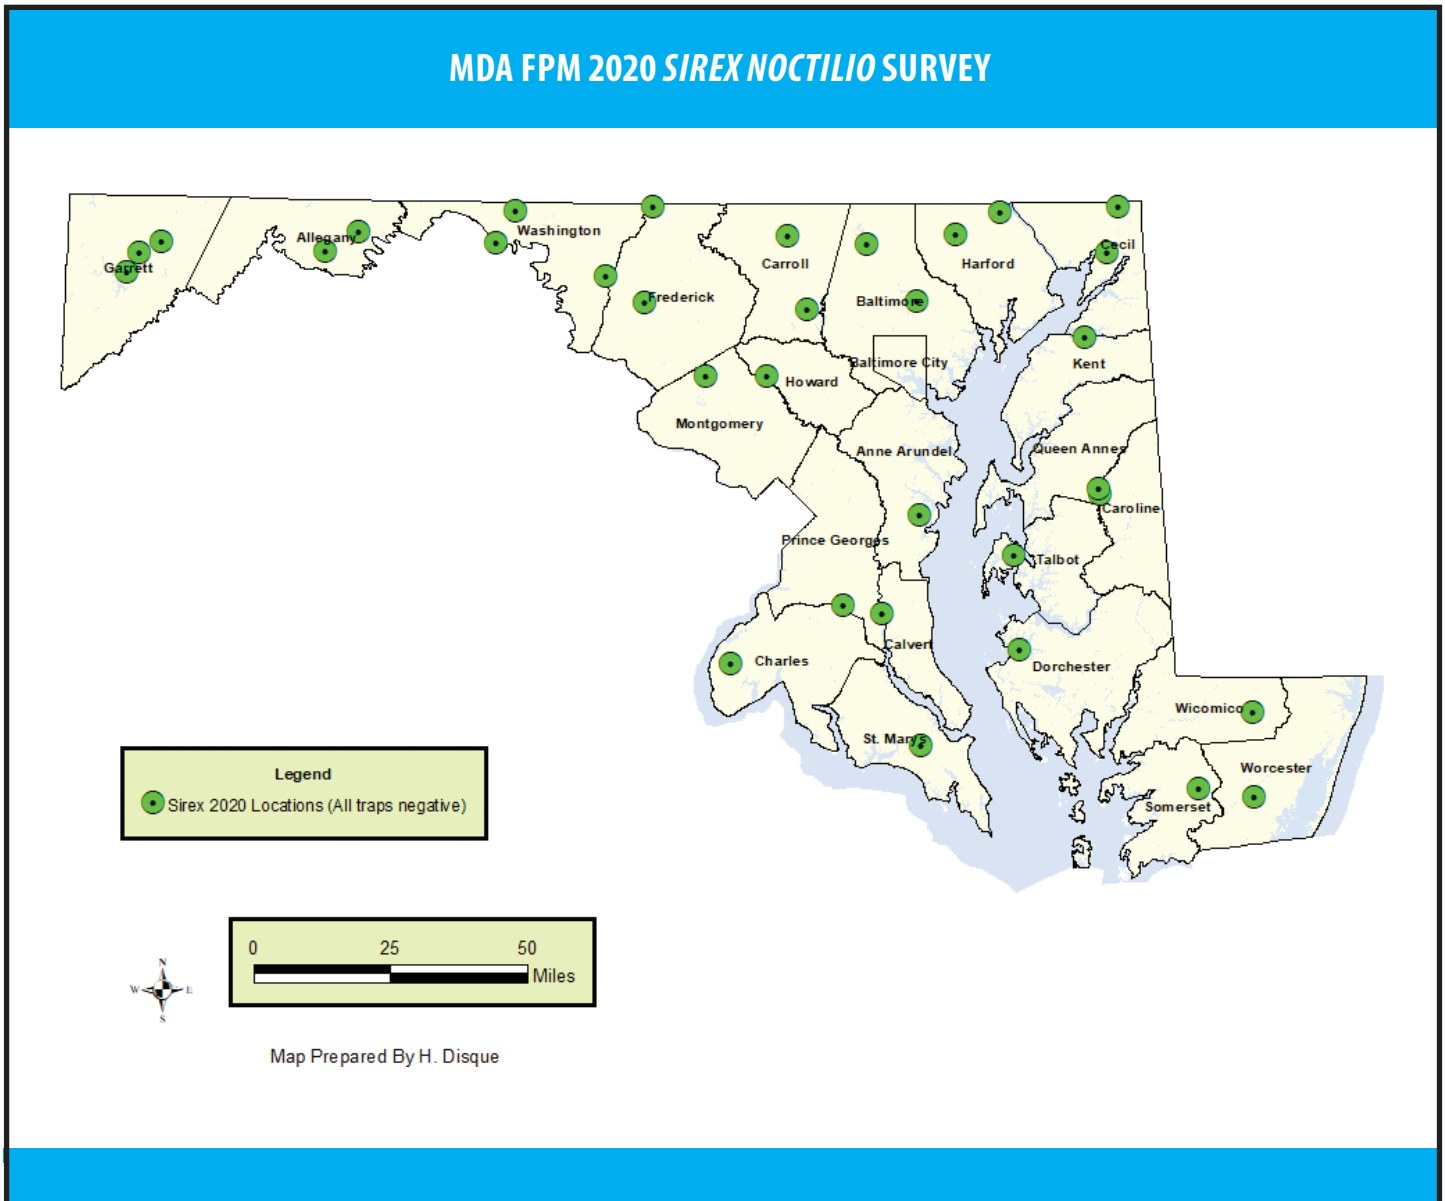 MDA FPM 2020 SIREX NOCTILIO SURVEY
Garrett
Allegany
Washington
Frederick
Carroll
Baltimore
Harford
Cecil
Baltimore City
Kent
Howard
Montgomery
Anne Arundel
Queen Annes
Caroline
Prince Georges
Talbot
Calvert
Charles
Dorchester
St. Marys
Wicomico
Worcester
Somerset
Legend
Sirex 2020 Locations (All traps negative)
0 25 50
Miles
N
W E
S
Map Prepared By H. Disque